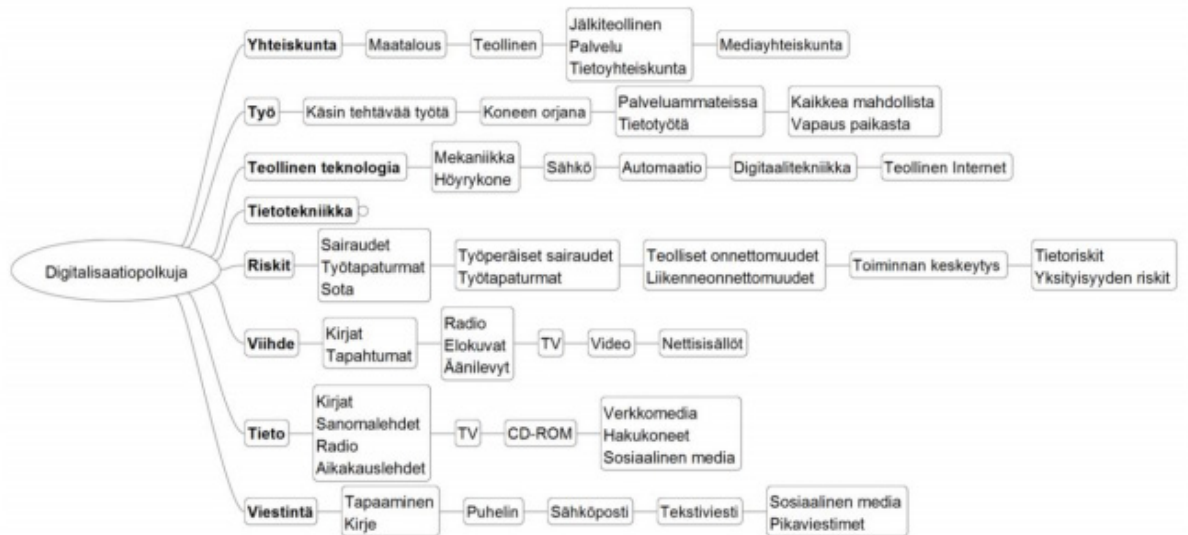 Digitalisaatiopolkuja
Yhteiskunta
Maatalous
Teollinen
Jälkiteollinen
Palvelu
Tietoyhteiskunta
Mediayhteiskunta
Työ
Käsin tehtävää työtä
Koneen orjana
Palveluammateissa
Tietotyötä
Kaikkea mahdollista
Vapaus paikasta
Teollinen teknologia
Mekaniikka
Höyrykone
Sähkö
Automaatio
Digitaalitekniikka
Teollinen Internet
Tietotekniikka
Riskit
Sairaudet
Työtapaturmat
Sota
Työperäiset sairaudet
Työtapaturmat
Teolliset onnettomuudet
Liikenneonnettomuudet
Toiminnan keskeytys
Tietoriskit
Yksityisyyden riskit
Viihde
Kirjat
Tapahtumat
Radio
Elokuvat
Äänilevyt
TV
Video
Nettisisällöt
Tieto
Kirjat
Sanomalehdet
Radio
Aikakauslehdet
TV
CD-ROM
Verkkomedia
Hakukoneet
Sosiaalinen media
Viestintä
Tapaaminen
Kirje
Puhelin
Sähköposti
Tekstiviesti
Sosiaalinen media
Pikaviestimet